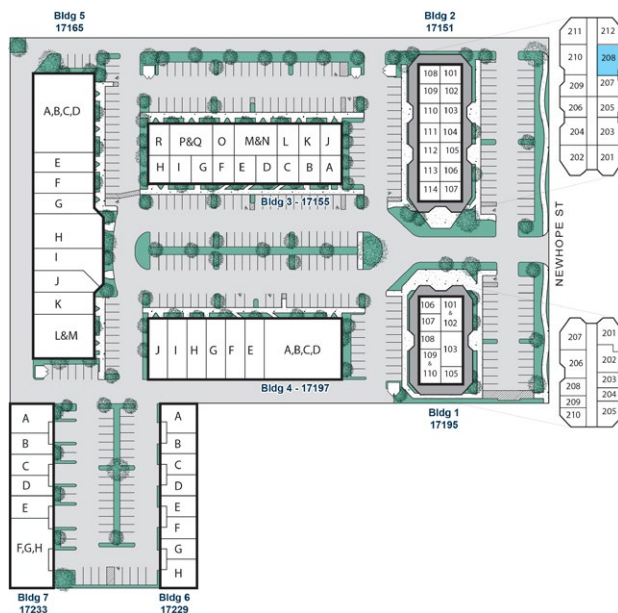 Bldg 5
17165
Bldg 2
17151
211
212
210
208
209
207
206
205
204
203
202
201
108
101
109
102
110
103
111
104
112
105
113
106
114
107
A,B,C,D
E
F
G
H
I
J
K
L&M
R
P&Q
O
M&N
L
K
J
H
I
G
F
E
D
C
B
A
Bldg 3 - 17155
NEWHOPE ST
106
101
&
102
107
108
103
109
&
110
105
207
201
202
206
203
208
204
209
205
210
J
I
H
G
F
E
A,B,C,D
Bldg 4 - 17197
Bldg 1
17195
A
B
C
D
E
F,G,H
A
B
C
D
E
F
G
H
Bldg 7
17233
Bldg 6
17229